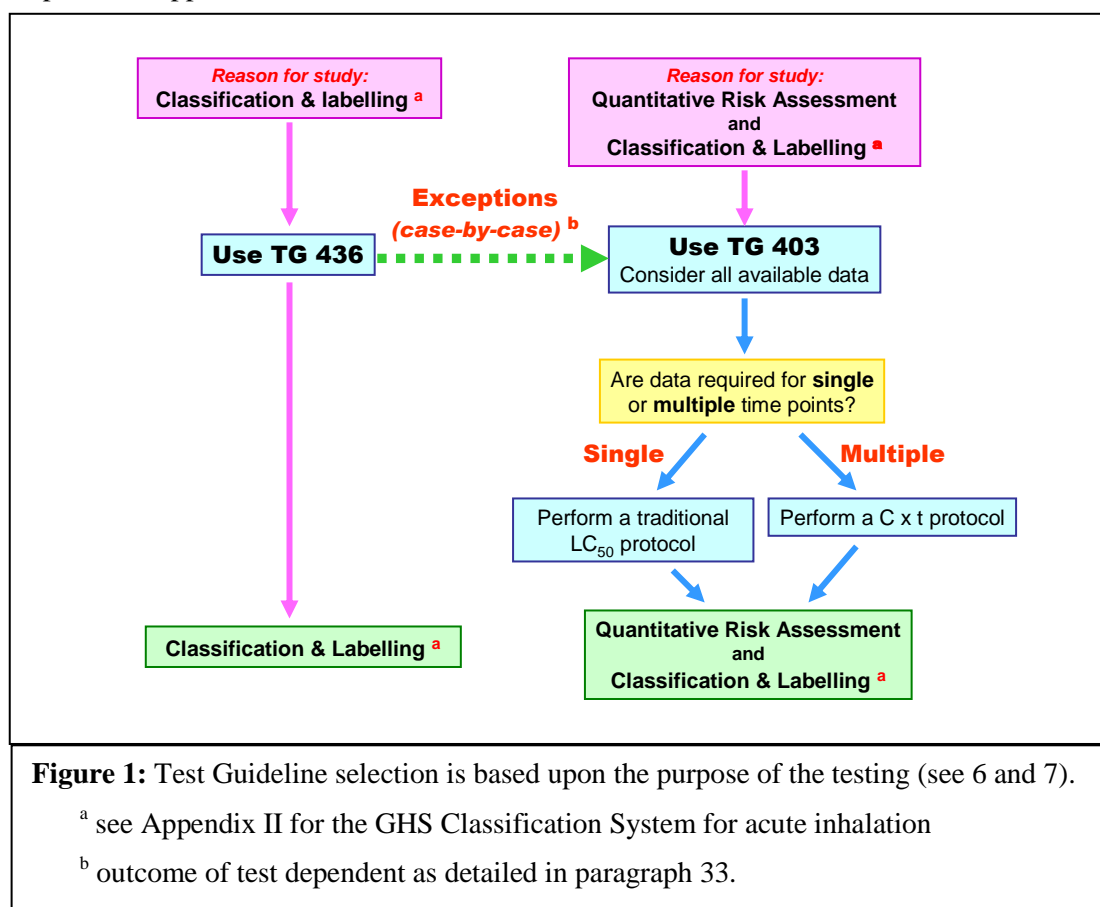 Reason for study:
Classification & labelling a
Reason for study:
Quantitative Risk Assessment
and
Classification & Labelling a
Exceptions
(case-by-case) b
Use TG 436
Use TG 403
Consider all available data
Are data required for single
or multiple time points?
Single
Multiple
Perform a traditional
LC50 protocol
Perform a C x t protocol
Classification & Labelling a
Quantitative Risk Assessment
and
Classification & Labelling a
Figure 1: Test Guideline selection is based upon the purpose of the testing (see 6 and 7).
a see Appendix II for the GHS Classification System for acute inhalation
b outcome of test dependent as detailed in paragraph 33.